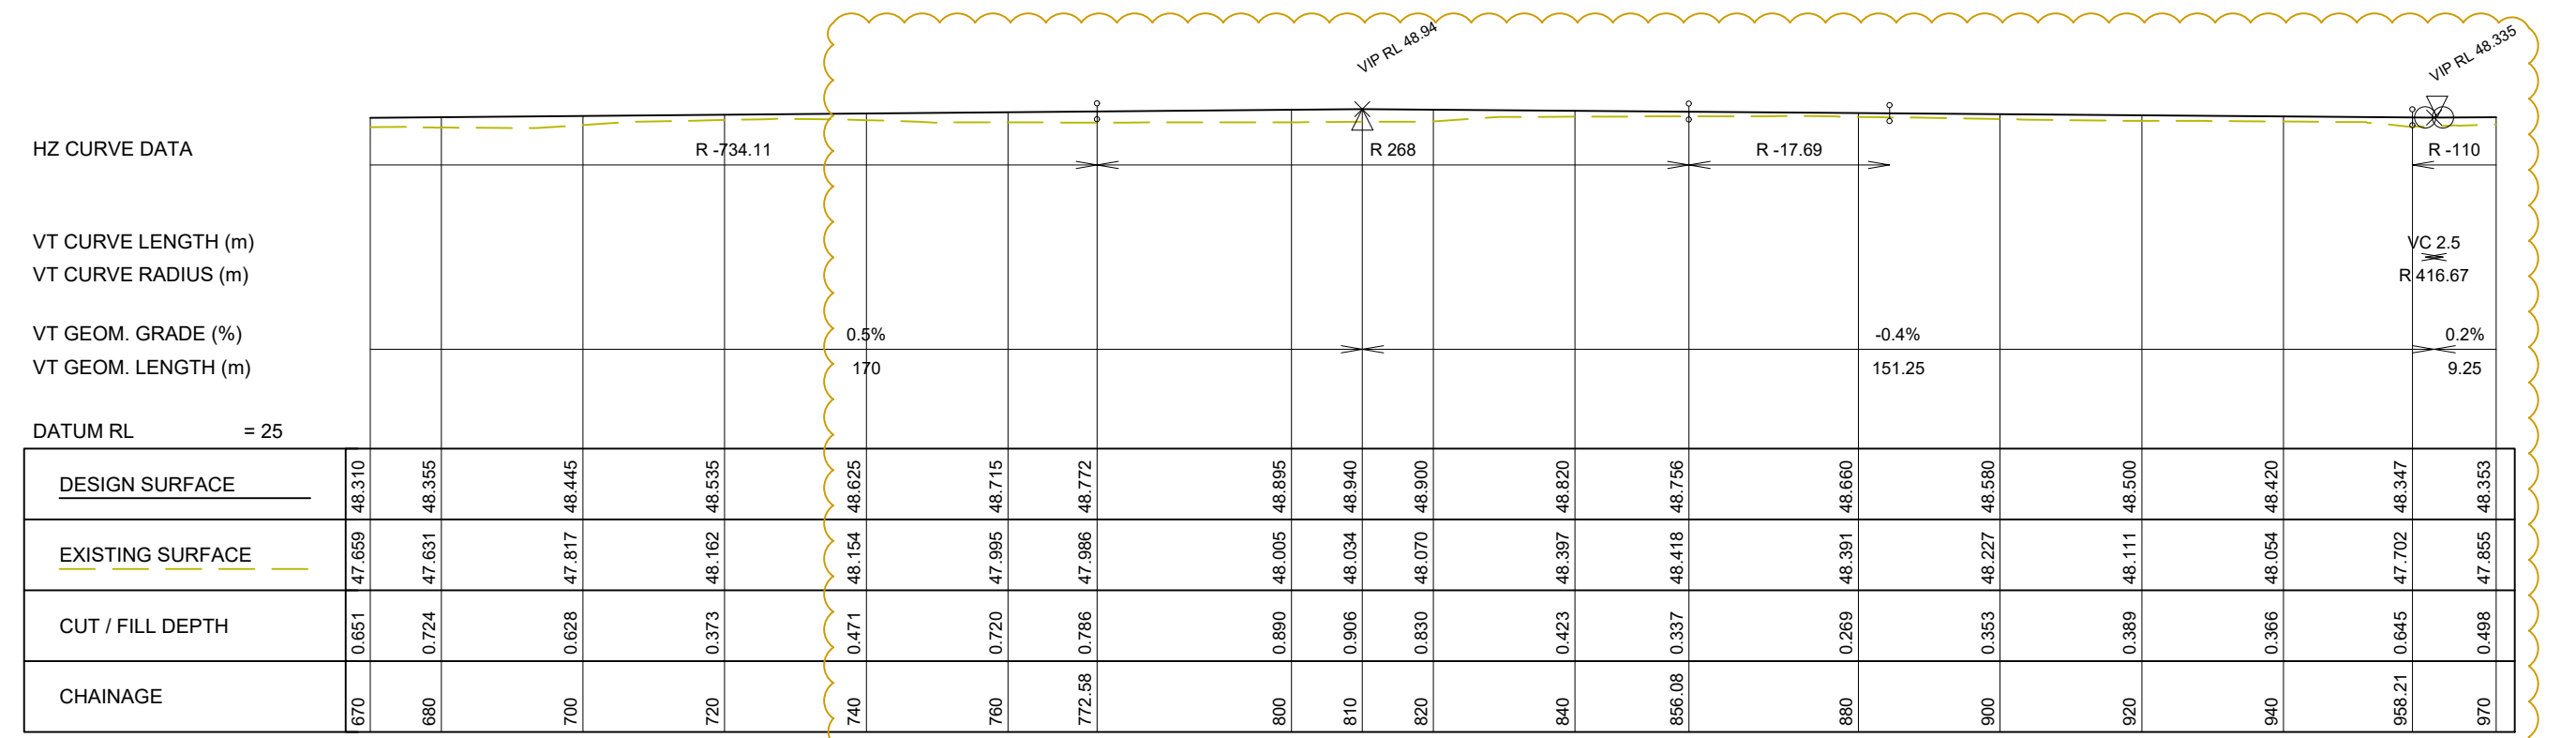 VIP RL 48.94
VIP RL 48.335
HZ CURVE DATA R -734.11 R 268 R -17.69 R -110
VT CURVE LENGTH (m) VC 2.5
VT CURVE RADIUS (m) R 416.67
VT GEOM. GRADE (%) 0.5% -0.4% 0.2%
VT GEOM. LENGTH (m) 170 151.25 9.25
DATUM RL = 25
DESIGN SURFACE 48.310 48.355 48.445 48.535 48.625 48.715 48.772 48.895 48.940 48.900 48.820 48.756 48.660 48.580 48.500 48.420 48.347 48.353
EXISTING SURFACE 47.659 47.631 47.817 48.162 48.154 47.995 47.986 48.005 48.034 48.070 48.397 48.418 48.391 48.227 48.111 48.054 47.702 47.855
CUT / FILL DEPTH 0.651 0.724 0.628 0.373 0.471 0.720 0.786 0.890 0.906 0.830 0.423 0.337 0.269 0.353 0.389 0.366 0.645 0.498
CHAINAGE 670 680 700 720 740 760 772.58 800 810 820 840 856.08 880 900 920 940 958.21 970